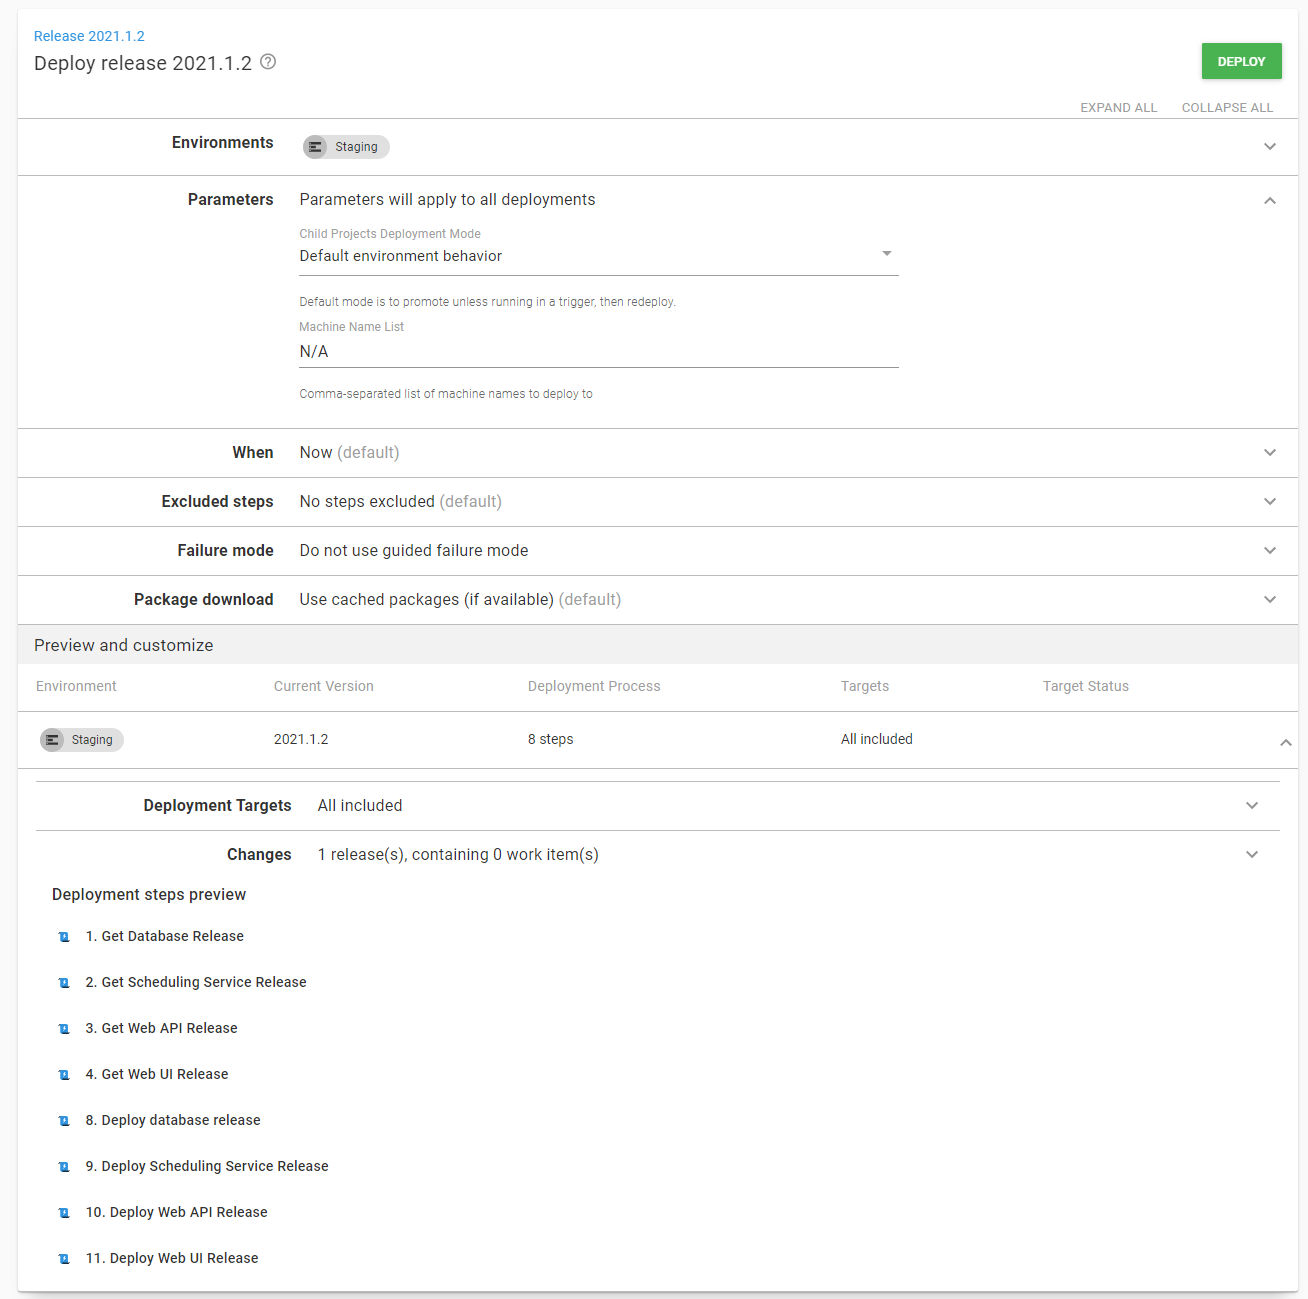 Release 2021.1.2
Deploy release 2021.1.2 ?
DEPLOY
EXPAND ALL COLLAPSE ALL
Environments Staging
Parameters Parameters will apply to all deployments
Child Projects Deployment Mode
Default environment behavior
Default mode is to promote unless running in a trigger, then redeploy.
Machine Name List
N/A
Comma-separated list of machine names to deploy to
When Now (default)
Excluded steps No steps excluded (default)
Failure mode Do not use guided failure mode
Package download Use cached packages (if available) (default)
Preview and customize
Environment Current Version Deployment Process Targets Target Status
Staging 2021.1.2 8 steps All included
Deployment Targets All included
Changes 1 release(s), containing 0 work item(s)
Deployment steps preview
1. Get Database Release
2. Get Scheduling Service Release
3. Get Web API Release
4. Get Web UI Release
8. Deploy database release
9. Deploy Scheduling Service Release
10. Deploy Web API Release
11. Deploy Web UI Release